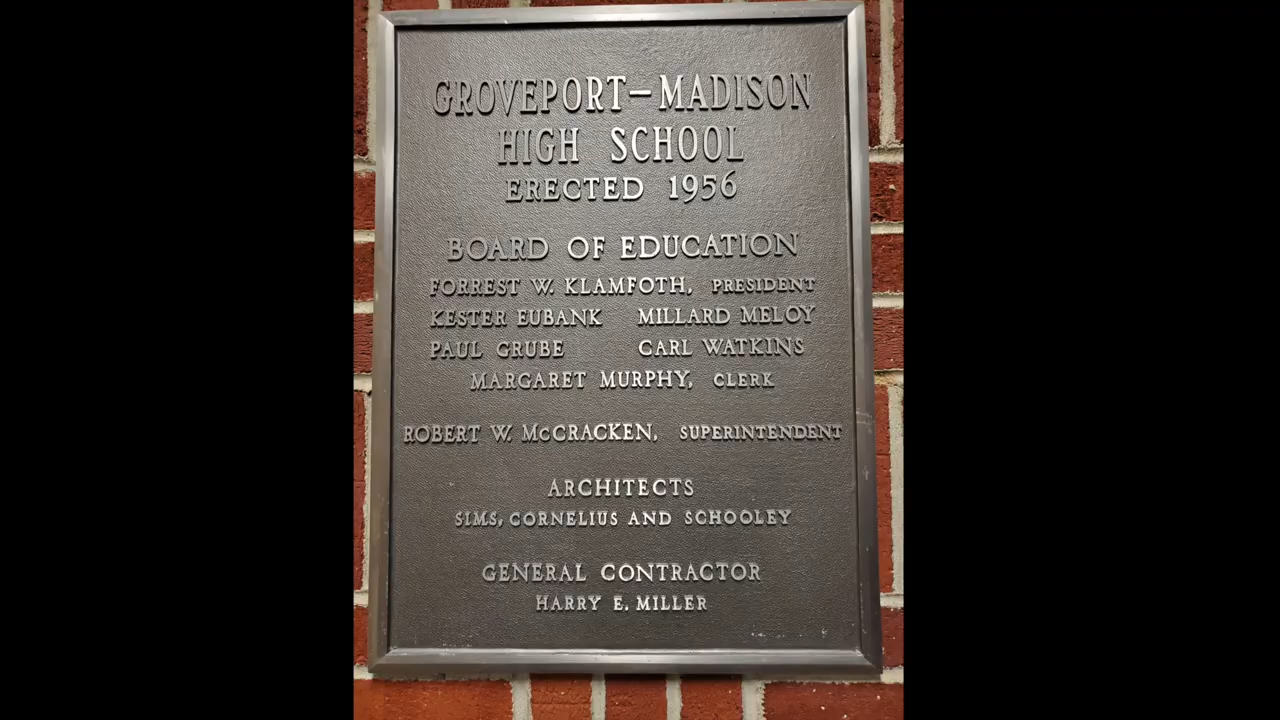 GROVEPORT-MADISON
HIGH SCHOOL
ERECTED 1956
BOARD OF EDUCATION
FORREST W. KLAMFOTH, PRESIDENT
KESTER EUBANK MILLARD MELOY
PAUL GRUBE CARL WATKINS
MARGARET MURPHY, CLERK
ROBERT W. McCRACKEN, SUPERINTENDENT
ARCHITECTS
SIMS, CORNELIUS AND SCHOOLEY
GENERAL CONTRACTOR
HARRY E. MILLER